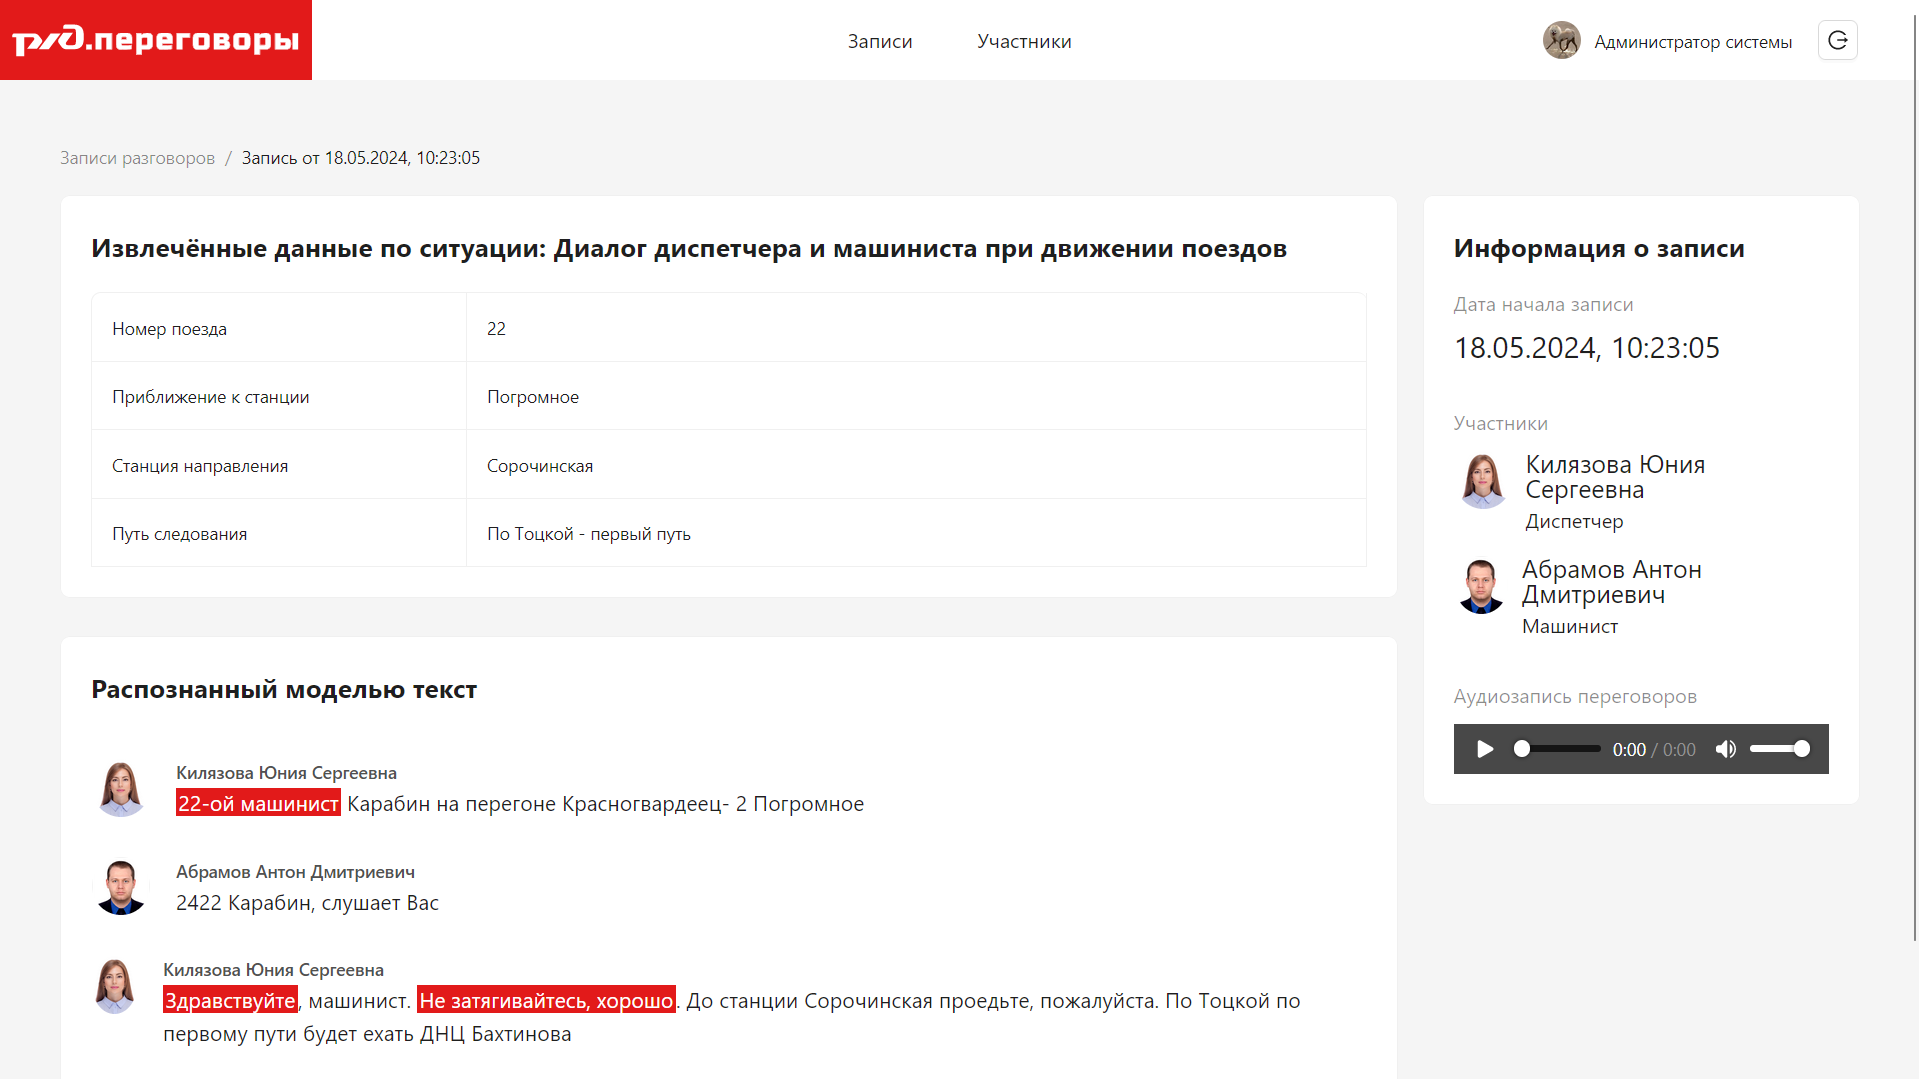 ржд.переговоры
Записи
Участники
Администратор системы
Записи разговоров / Запись от 18.05.2024, 10:23:05
Извлечённые данные по ситуации: Диалог диспетчера и машиниста при движении поездов
Номер поезда 22
Приближение к станции Погромное
Станция направления Сорочинская
Путь следования По Тоцкой - первый путь
Распознанный моделью текст
Килязова Юния Сергеевна
22-ой машинист Карабин на перегоне Красногвардеец- 2 Погромное
Абрамов Антон Дмитриевич
2422 Карабин, слушает Вас
Килязова Юния Сергеевна
Здравствуйте, машинист. Не затягивайтесь, хорошо. До станции Сорочинская проедьте, пожалуйста. По Тоцкой по
первому пути будет ехать ДНЦ Бахтинова
Информация о записи
Дата начала записи
18.05.2024, 10:23:05
Участники
Килязова Юния
Сергеевна
Диспетчер
Абрамов Антон
Дмитриевич
Машинист
Аудиозапись переговоров
0:00 / 0:00